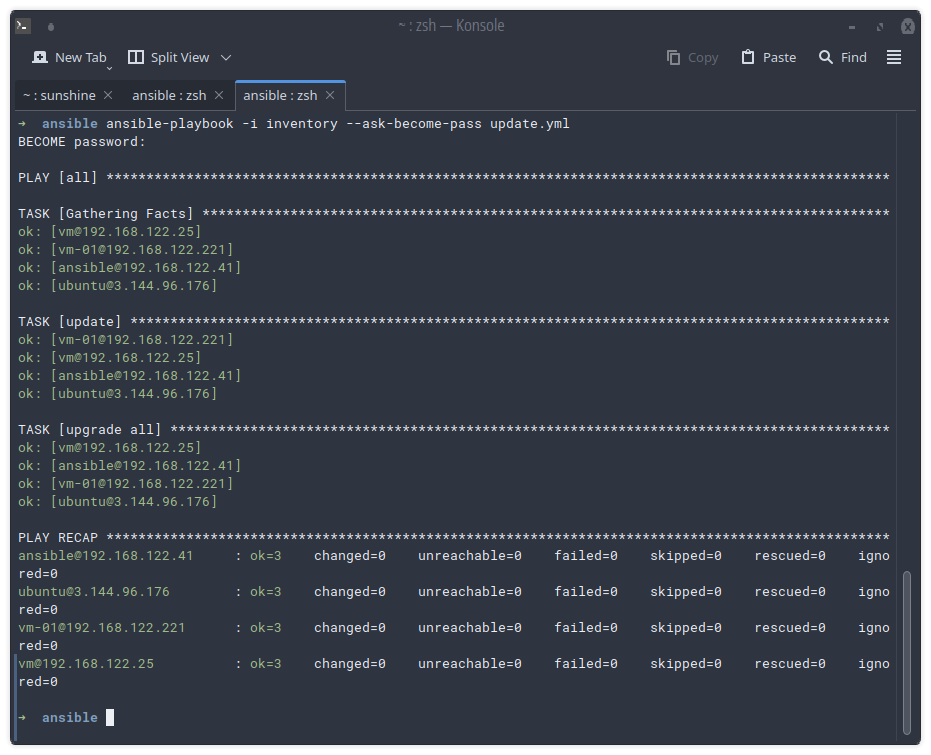 ~ : zsh — Konsole
New Tab Split View Copy Paste Find
~ : sunshine ansible : zsh ansible : zsh
➜ ansible ansible-playbook -i inventory --ask-become-pass update.yml
BECOME password:
PLAY [all] **************************************************************************************************
TASK [Gathering Facts] **************************************************************************************
ok: [vm@192.168.122.25]
ok: [vm-01@192.168.122.221]
ok: [ansible@192.168.122.41]
ok: [ubuntu@3.144.96.176]
TASK [update] ***********************************************************************************************
ok: [vm-01@192.168.122.221]
ok: [vm@192.168.122.25]
ok: [ansible@192.168.122.41]
ok: [ubuntu@3.144.96.176]
TASK [upgrade all] ******************************************************************************************
ok: [vm@192.168.122.25]
ok: [ansible@192.168.122.41]
ok: [vm-01@192.168.122.221]
ok: [ubuntu@3.144.96.176]
PLAY RECAP **************************************************************************************************
ansible@192.168.122.41 : ok=3 changed=0 unreachable=0 failed=0 skipped=0 rescued=0 igno
red=0
ubuntu@3.144.96.176 : ok=3 changed=0 unreachable=0 failed=0 skipped=0 rescued=0 igno
red=0
vm-01@192.168.122.221 : ok=3 changed=0 unreachable=0 failed=0 skipped=0 rescued=0 igno
red=0
vm@192.168.122.25 : ok=3 changed=0 unreachable=0 failed=0 skipped=0 rescued=0 igno
red=0
➜ ansible